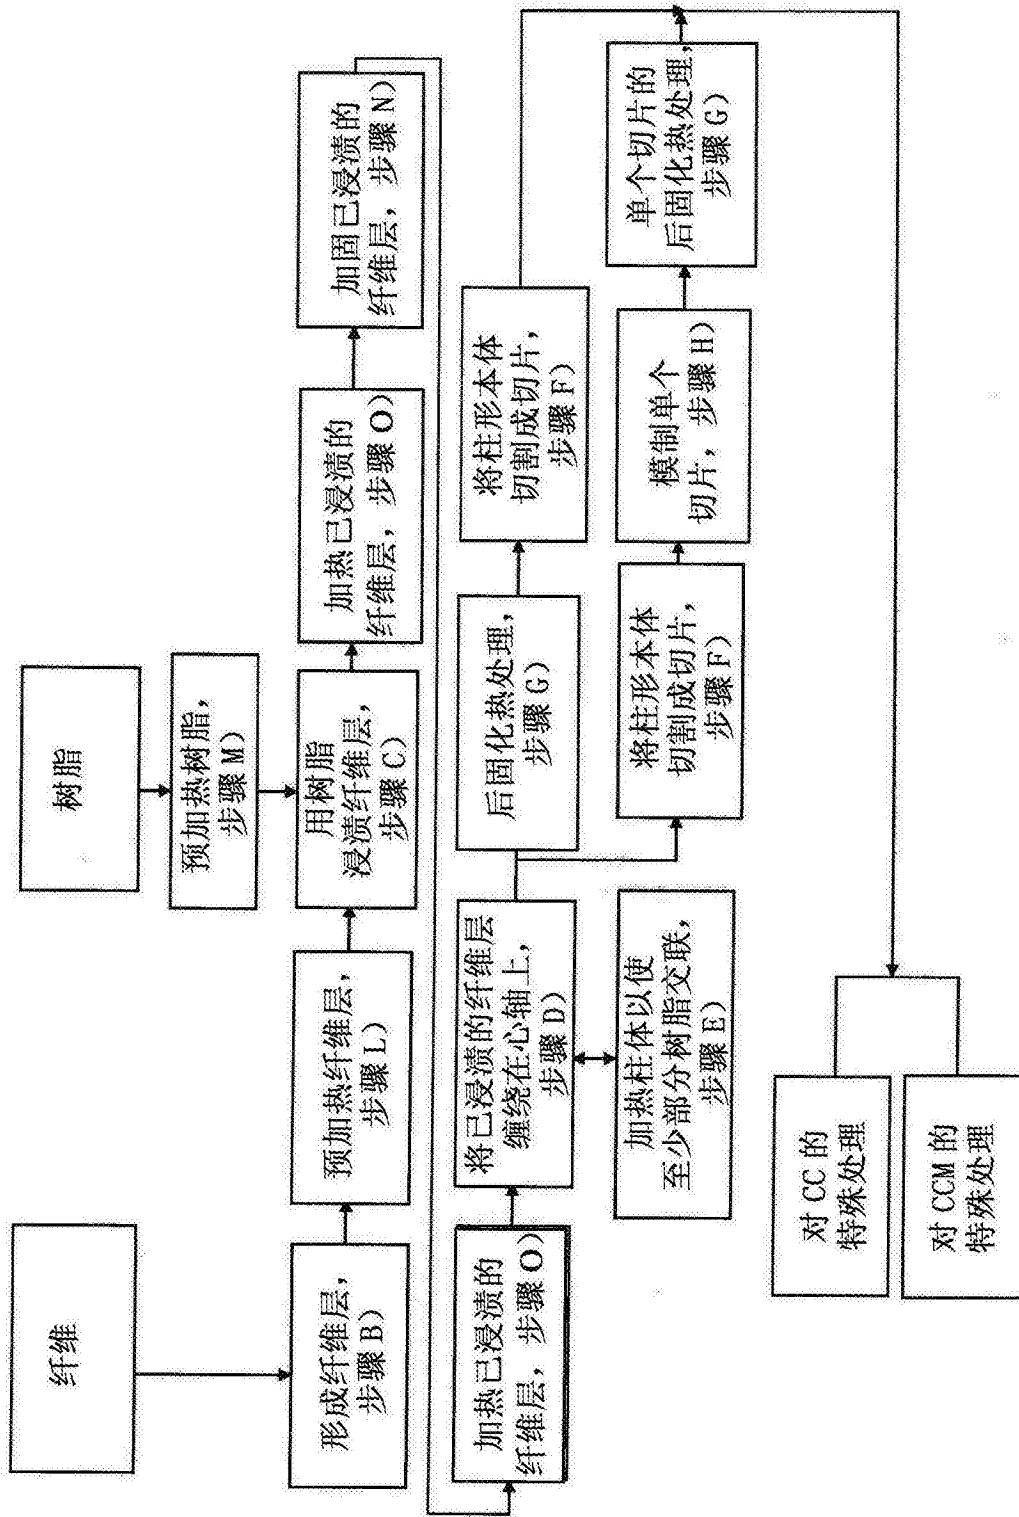 纤维
树脂
预加热树脂,
步骤 M)
形成纤维层,
步骤 B)
预加热纤维层,
步骤 L)
用树脂
浸渍纤维层,
步骤 C)
加热已浸渍的
纤维层, 步骤 O)
加固已浸渍的
纤维层, 步骤 N)
加热已浸渍的
纤维层, 步骤 O)
将已浸渍的纤维层
缠绕在心轴上,
步骤 D)
后固化热处理,
步骤 G)
将柱形本体
切割成切片,
步骤 F)
加热柱体以使
至少部分树脂交联,
步骤 E)
将柱形本体
切割成切片,
步骤 F)
模制单个
切片, 步骤 H)
单个切片的
后固化热处理,
步骤 G)
对 CC 的
特殊处理
对 CCM 的
特殊处理